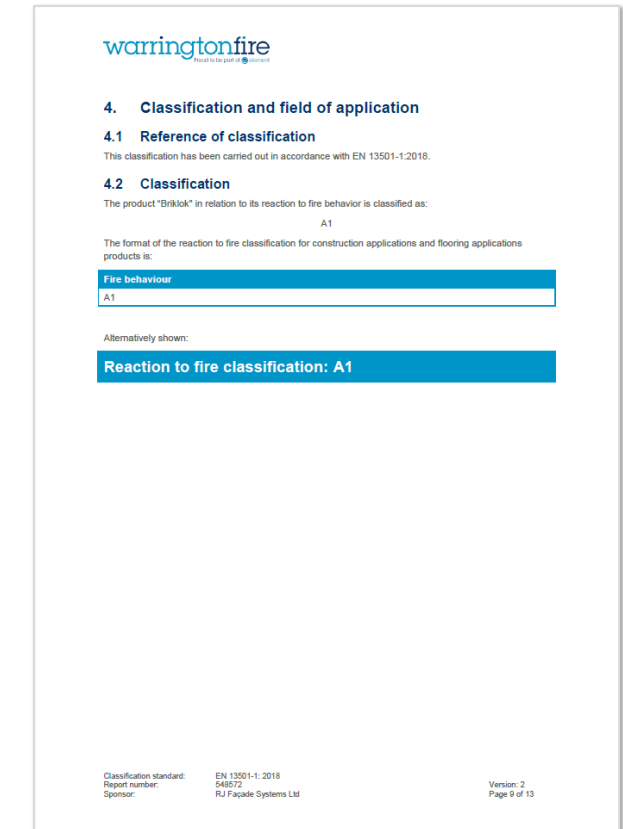 warringtonfire
Proud to be part of element
4. Classification and field of application
4.1 Reference of classification
This classification has been carried out in accordance with EN 13501-1:2018.
4.2 Classification
The product "Briklok" in relation to its reaction to fire behavior is classified as:
A1
The format of the reaction to fire classification for construction applications and flooring applications
products is:
Fire behaviour
A1
Alternatively shown:
Reaction to fire classification: A1
Classification standard: EN 13501-1: 2018
Report number: 548572 Version: 2
Sponsor: RJ Façade Systems Ltd Page 9 of 13